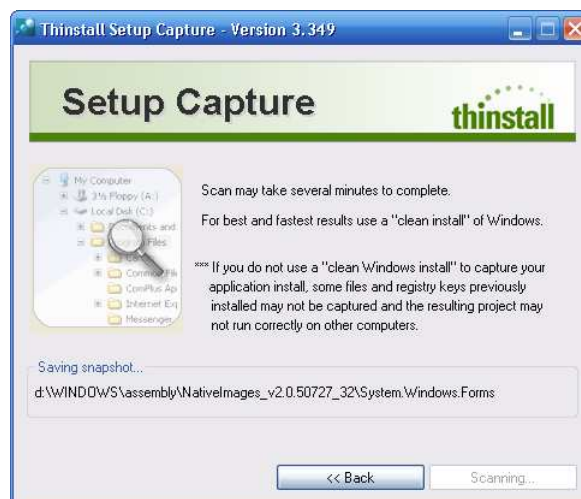 Thinstall Setup Capture - Version 3.349
Setup Capture
thinstall
My Computer
3½ Floppy (A:)
Local Disk (C:)
Scan may take several minutes to complete.
For best and fastest results use a "clean install" of Windows.
*** If you do not use a "clean Windows install" to capture your
application install, some files and registry keys previously
installed may not be captured and the resulting project may
not run correctly on other computers.
and
Files
Internet
Messenger
Saving snapshot...
d:\WINDOWS\assembly\NativeImages_v2.0.50727_32\System.Windows.Forms
<< Back
Scanning...